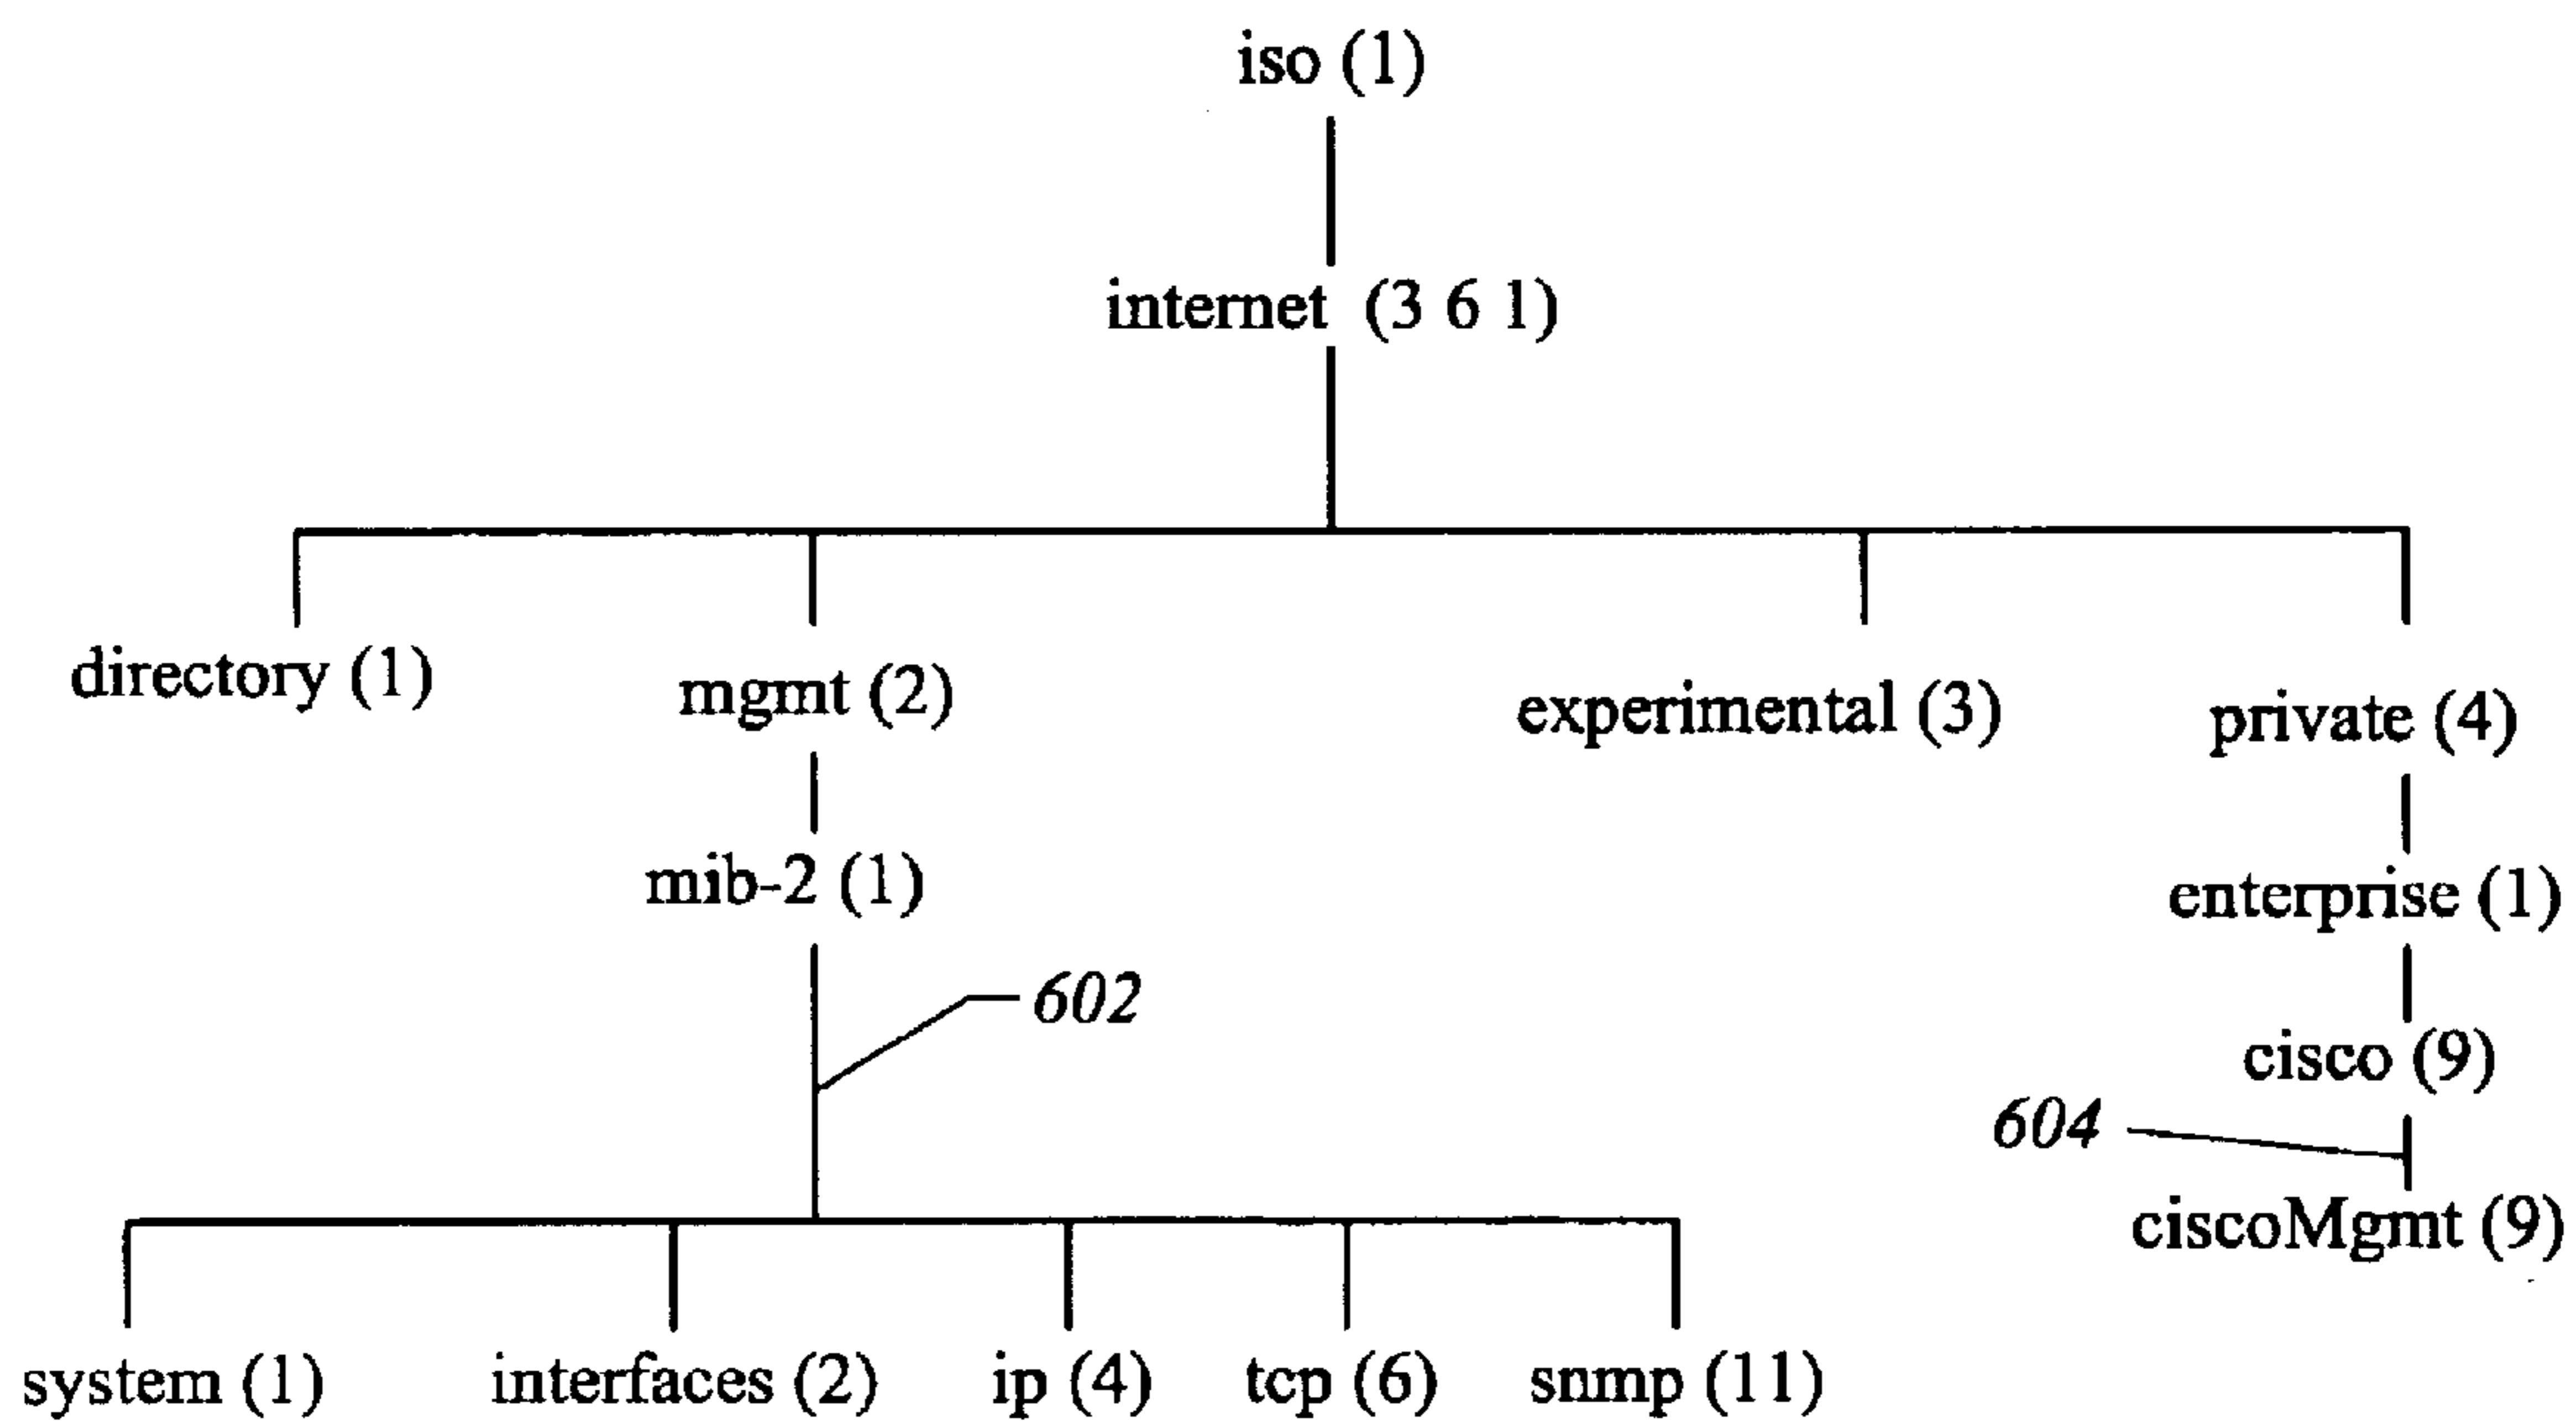 iso (1)
internet (3 6 1)
directory (1) mgmt (2) experimental (3) private (4)
mib-2 (1) enterprise (1)
602
cisco (9)
604
ciscoMgmt (9)
system (1) interfaces (2) ip (4) tcp (6) snmp (11)